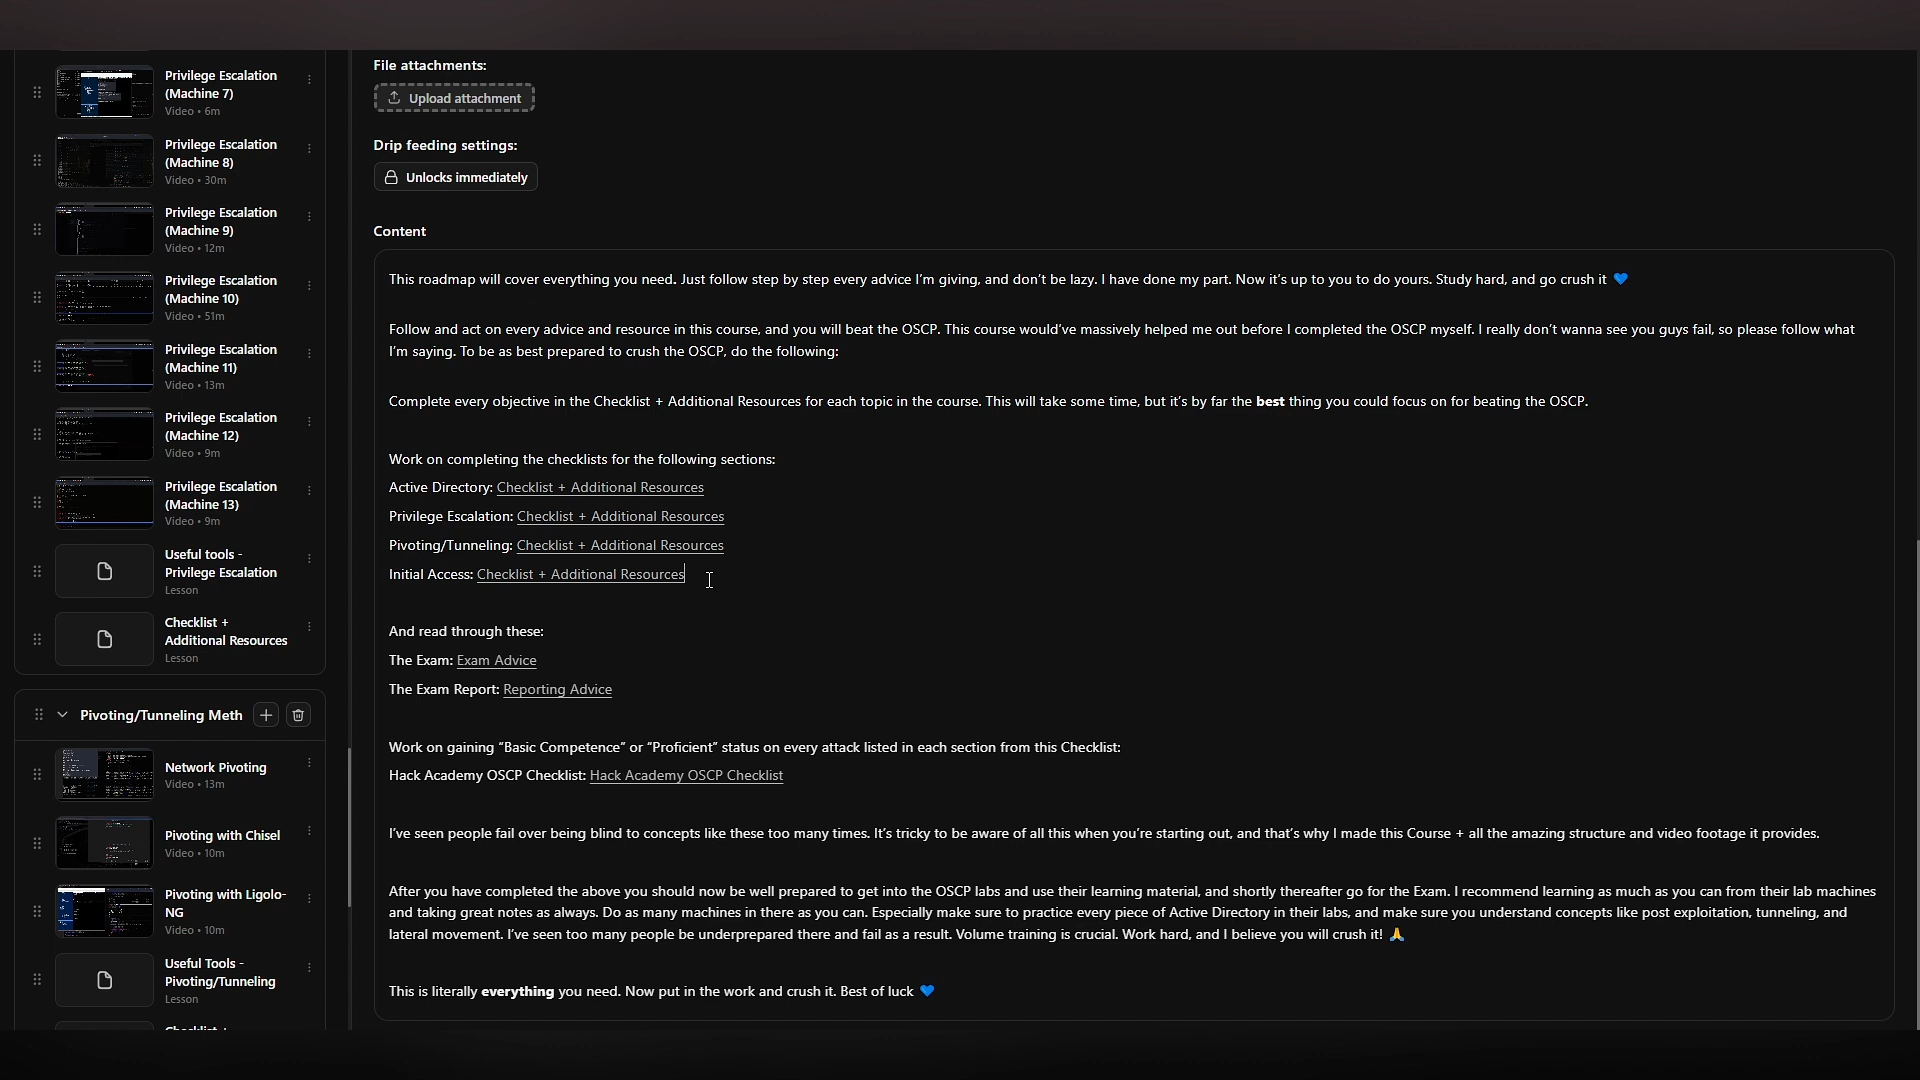 Privilege Escalation
(Machine 7)
Video • 6m
Privilege Escalation
(Machine 8)
Video • 30m
Privilege Escalation
(Machine 9)
Video • 12m
Privilege Escalation
(Machine 10)
Video • 51m
Privilege Escalation
(Machine 11)
Video • 13m
Privilege Escalation
(Machine 12)
Video • 9m
Privilege Escalation
(Machine 13)
Video • 9m
Useful tools -
Privilege Escalation
Lesson
Checklist +
Additional Resources
Lesson
Pivoting/Tunneling Meth
Network Pivoting
Video • 13m
Pivoting with Chisel
Video • 10m
Pivoting with Ligolo-
NG
Video • 10m
Useful Tools -
Pivoting/Tunneling
Lesson
Checklist +
File attachments:
Upload attachment
Drip feeding settings:
Unlocks immediately
Content
This roadmap will cover everything you need. Just follow step by step every advice I'm giving, and don't be lazy. I have done my part. Now it's up to you to do yours. Study hard, and go crush it 💙
Follow and act on every advice and resource in this course, and you will beat the OSCP. This course would've massively helped me out before I completed the OSCP myself. I really don't wanna see you guys fail, so please follow what
I'm saying. To be as best prepared to crush the OSCP, do the following:
Complete every objective in the Checklist + Additional Resources for each topic in the course. This will take some time, but it's by far the best thing you could focus on for beating the OSCP.
Work on completing the checklists for the following sections:
Active Directory: Checklist + Additional Resources
Privilege Escalation: Checklist + Additional Resources
Pivoting/Tunneling: Checklist + Additional Resources
Initial Access: Checklist + Additional Resources
And read through these:
The Exam: Exam Advice
The Exam Report: Reporting Advice
Work on gaining "Basic Competence" or "Proficient" status on every attack listed in each section from this Checklist:
Hack Academy OSCP Checklist: Hack Academy OSCP Checklist
I've seen people fail over being blind to concepts like these too many times. It's tricky to be aware of all this when you're starting out, and that's why I made this Course + all the amazing structure and video footage it provides.
After you have completed the above you should now be well prepared to get into the OSCP labs and use their learning material, and shortly thereafter go for the Exam. I recommend learning as much as you can from their lab machines
and taking great notes as always. Do as many machines in there as you can. Especially make sure to practice every piece of Active Directory in their labs, and make sure you understand concepts like post exploitation, tunneling, and
lateral movement. I've seen too many people be underprepared there and fail as a result. Volume training is crucial. Work hard, and I believe you will crush it! 🙏
This is literally everything you need. Now put in the work and crush it. Best of luck 💙